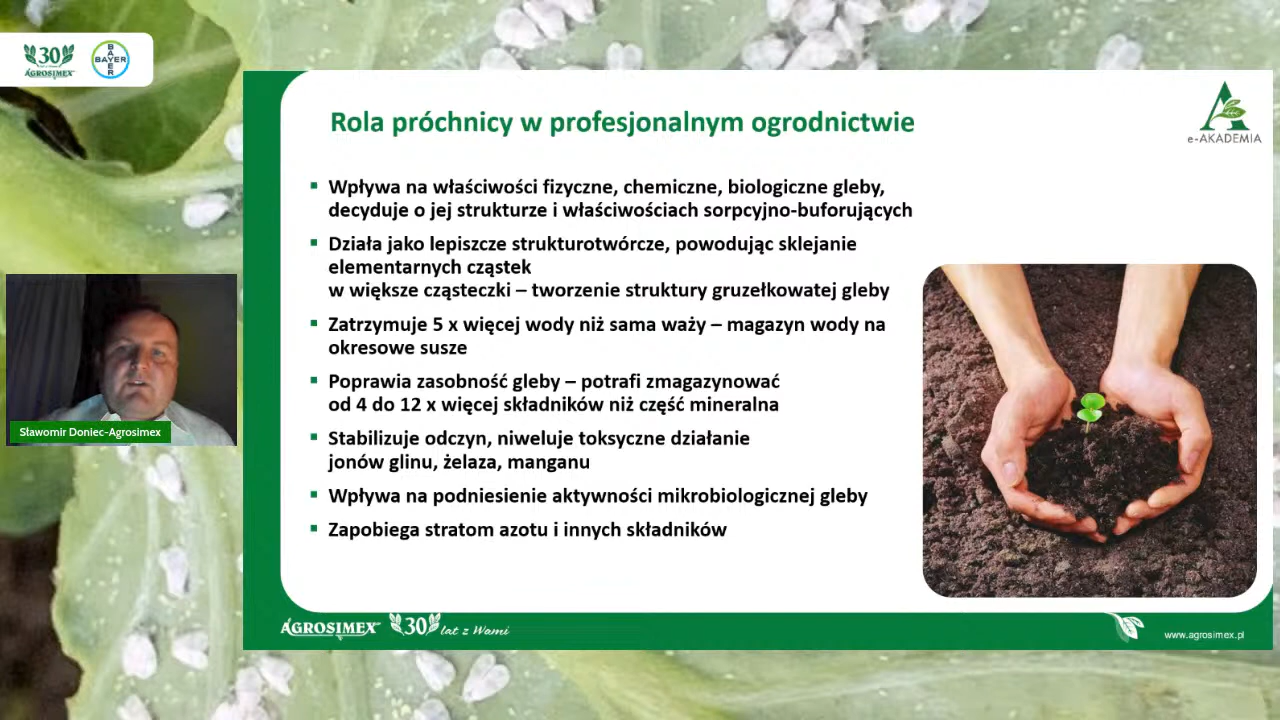 30
AGROSIMEX
BAYER
BAYER
e-AKADEMIA
Rola próchnicy w profesjonalnym ogrodnictwie
Wpływa na właściwości fizyczne, chemiczne, biologiczne gleby,
decyduje o jej strukturze i właściwościach sorpcyjno-buforujących
Działa jako lepiszcze strukturotwórcze, powodując sklejanie
elementarnych cząstek
w większe cząsteczki – tworzenie struktury gruzełkowatej gleby
Zatrzymuje 5 x więcej wody niż sama waży – magazyn wody na
okresowe susze
Poprawia zasobność gleby – potrafi zmagazynować
od 4 do 12 x więcej składników niż część mineralna
Stabilizuje odczyn, niweluje toksyczne działanie
jonów glinu, żelaza, manganu
Wpływa na podniesienie aktywności mikrobiologicznej gleby
Zapobiega stratom azotu i innych składników
Sławomir Doniec-Agrosimex
AGROSIMEX 30 lat z Wami
www.agrosimex.pl